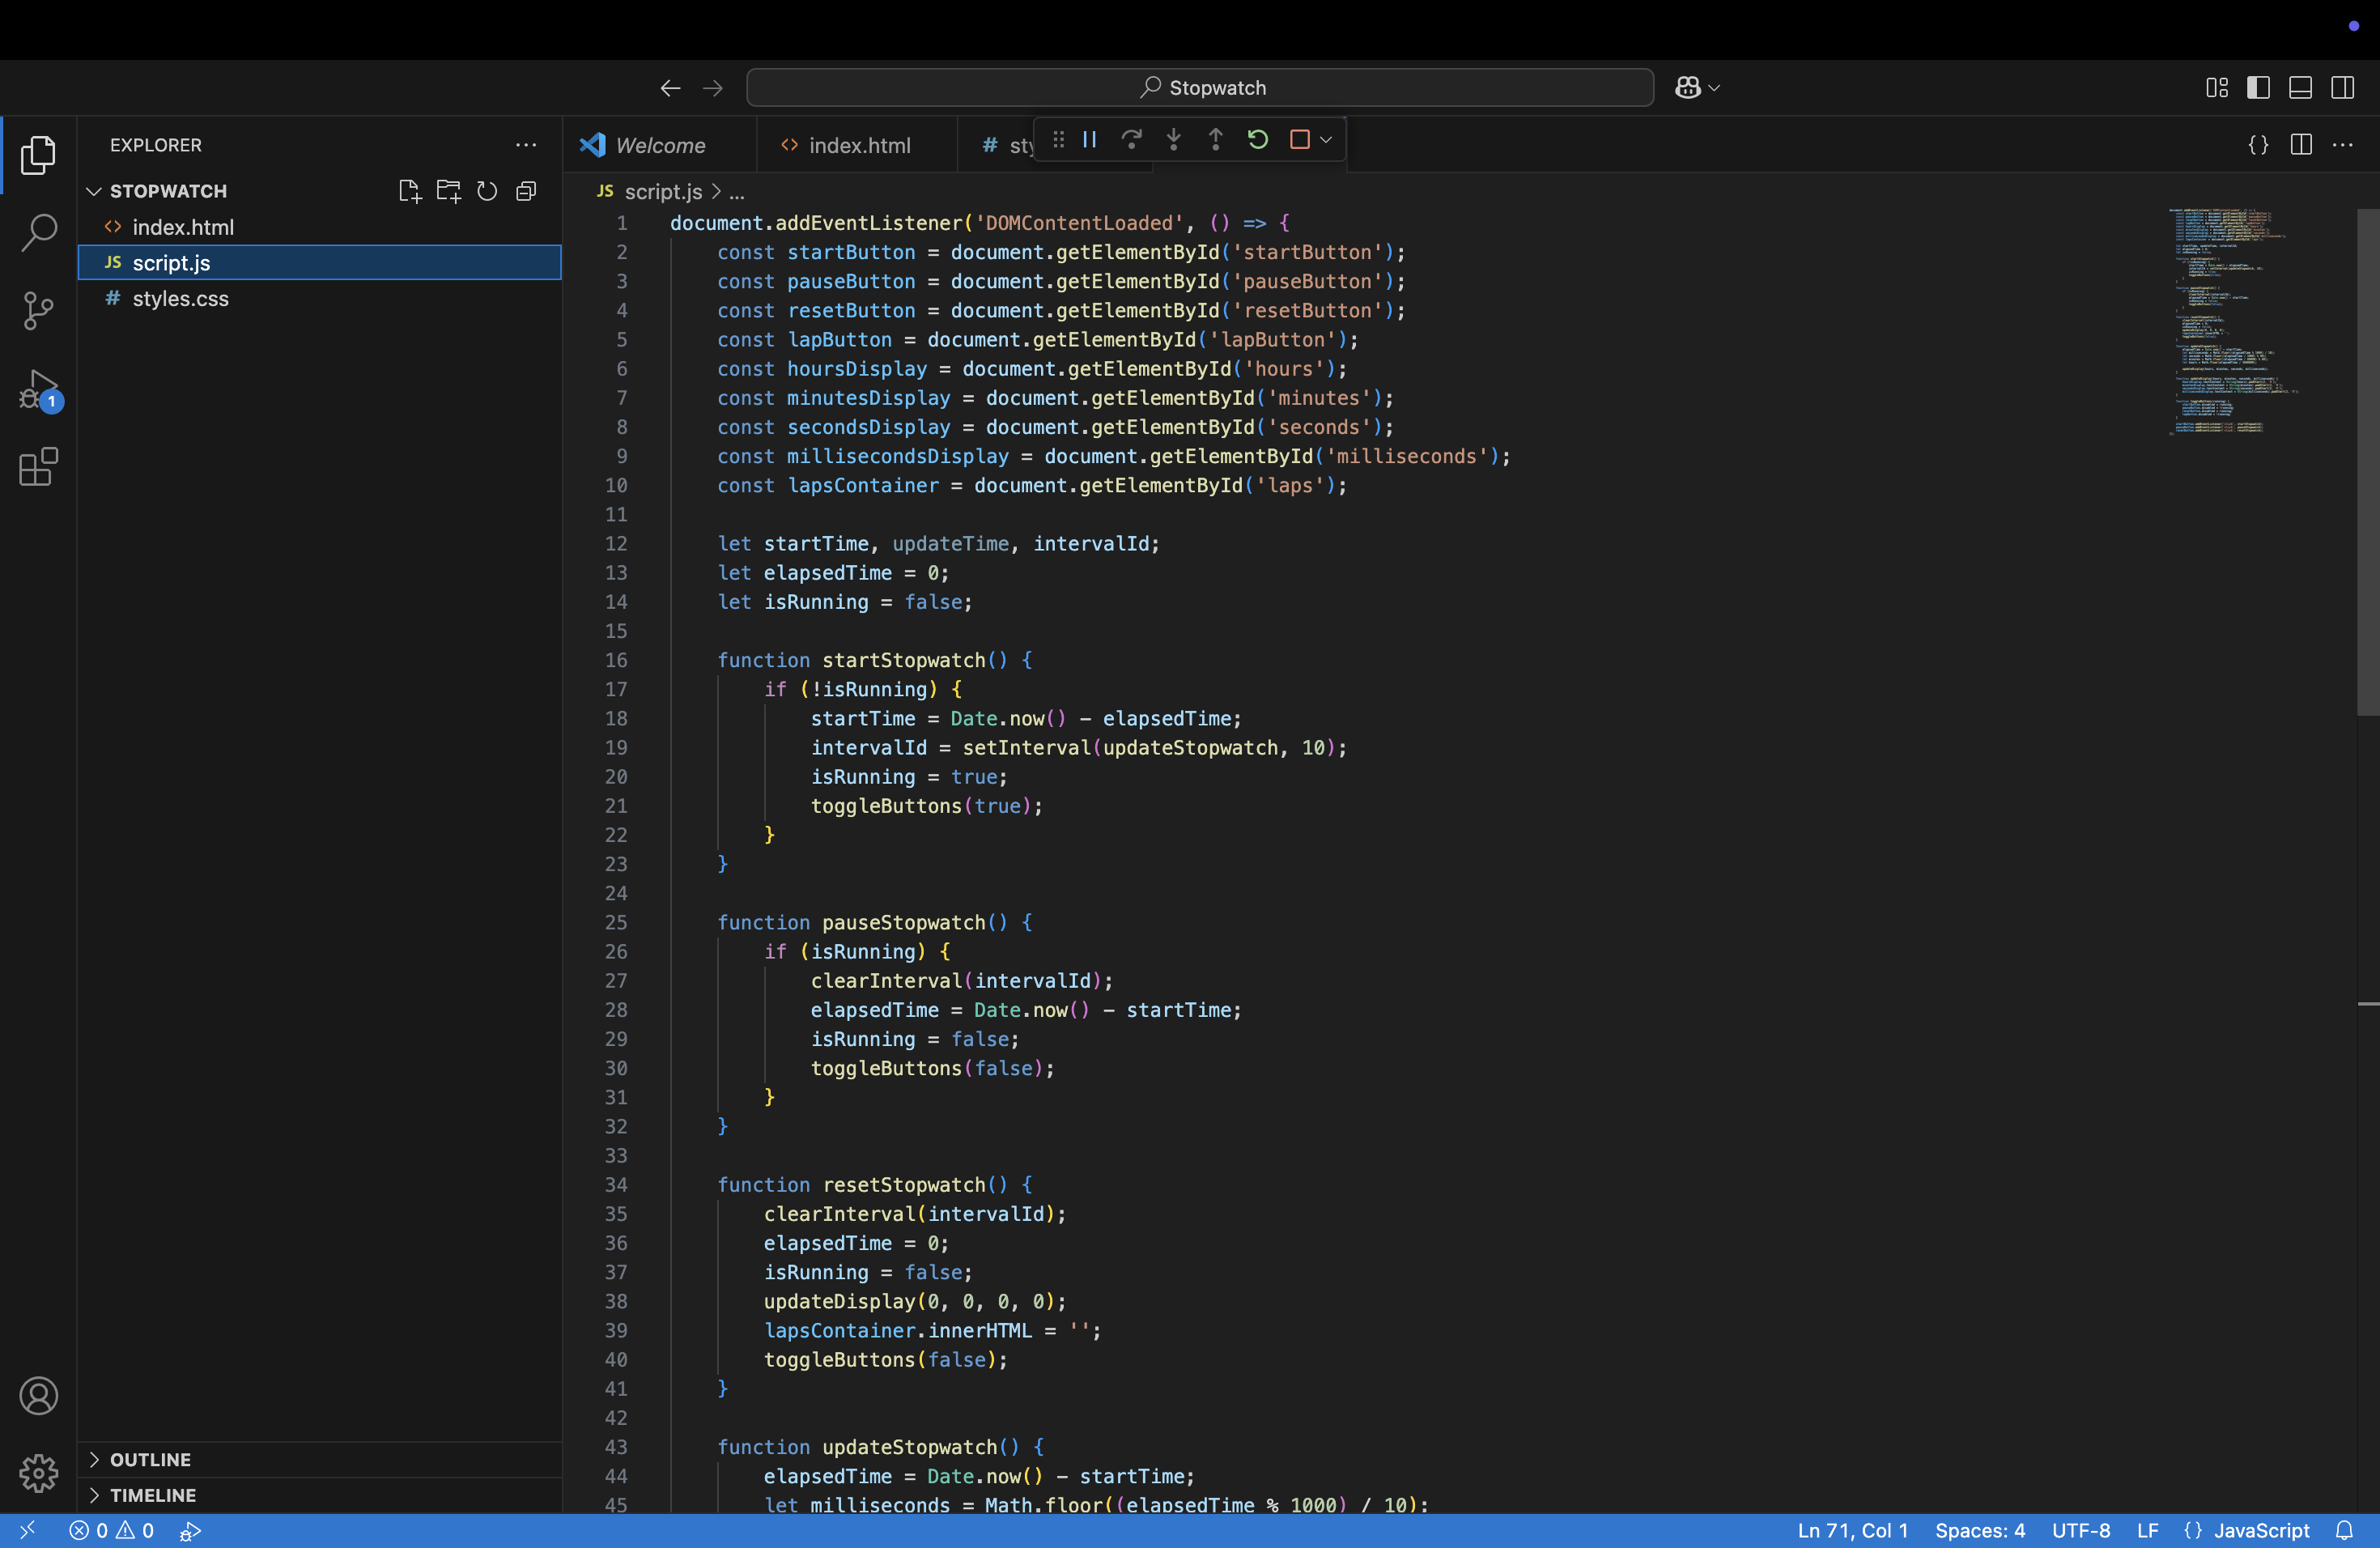 Stopwatch
EXPLORER
Welcome
index.html
# sty
STOPWATCH
index.html
JS script.js
# styles.css
1
OUTLINE
TIMELINE
JS script.js > ...
1 document.addEventListener('DOMContentLoaded', () => {
2 const startButton = document.getElementById('startButton');
3 const pauseButton = document.getElementById('pauseButton');
4 const resetButton = document.getElementById('resetButton');
5 const lapButton = document.getElementById('lapButton');
6 const hoursDisplay = document.getElementById('hours');
7 const minutesDisplay = document.getElementById('minutes');
8 const secondsDisplay = document.getElementById('seconds');
9 const millisecondsDisplay = document.getElementById('milliseconds');
10 const lapsContainer = document.getElementById('laps');
11
12 let startTime, updateTime, intervalId;
13 let elapsedTime = 0;
14 let isRunning = false;
15
16 function startStopwatch() {
17 if (!isRunning) {
18 startTime = Date.now() - elapsedTime;
19 intervalId = setInterval(updateStopwatch, 10);
20 isRunning = true;
21 toggleButtons(true);
22 }
23 }
24
25 function pauseStopwatch() {
26 if (isRunning) {
27 clearInterval(intervalId);
28 elapsedTime = Date.now() - startTime;
29 isRunning = false;
30 toggleButtons(false);
31 }
32 }
33
34 function resetStopwatch() {
35 clearInterval(intervalId);
36 elapsedTime = 0;
37 isRunning = false;
38 updateDisplay(0, 0, 0, 0);
39 lapsContainer.innerHTML = '';
40 toggleButtons(false);
41 }
42
43 function updateStopwatch() {
44 elapsedTime = Date.now() - startTime;
45 let milliseconds = Math.floor((elapsedTime % 1000) / 10);
0 0
Ln 71, Col 1 Spaces: 4 UTF-8 LF {} JavaScript